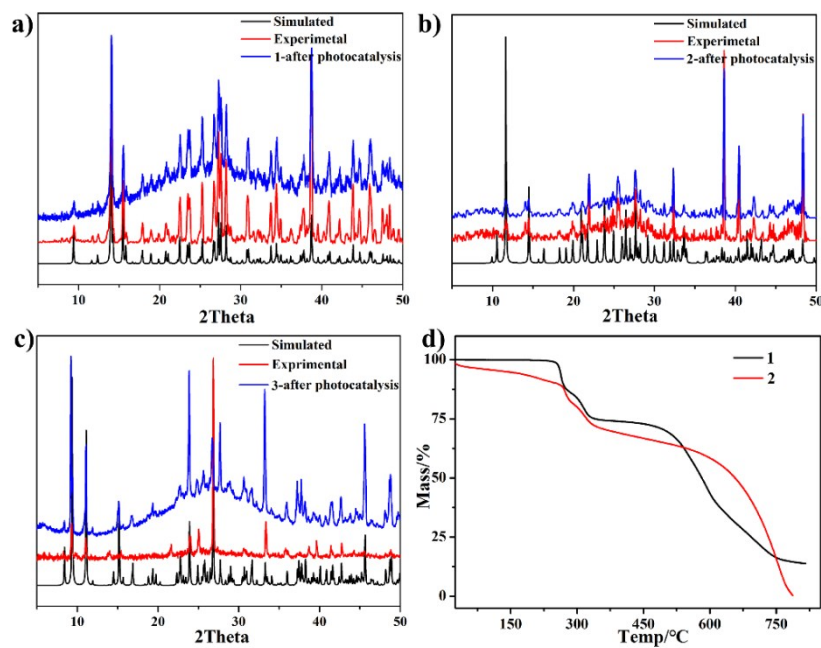 a)
Simulated
Experimetal
1-after photocatalysis
10 20 30 40 50
2Theta
b)
Simulated
Experimetal
2-after photocatalysis
10 20 30 40 50
2Theta
c)
Simulated
Exprimental
3-after photocatalysis
10 20 30 40 50
2Theta
d)
1
2
100
75
50
25
0
Mass/%
150 300 450 600 750
Temp/°C